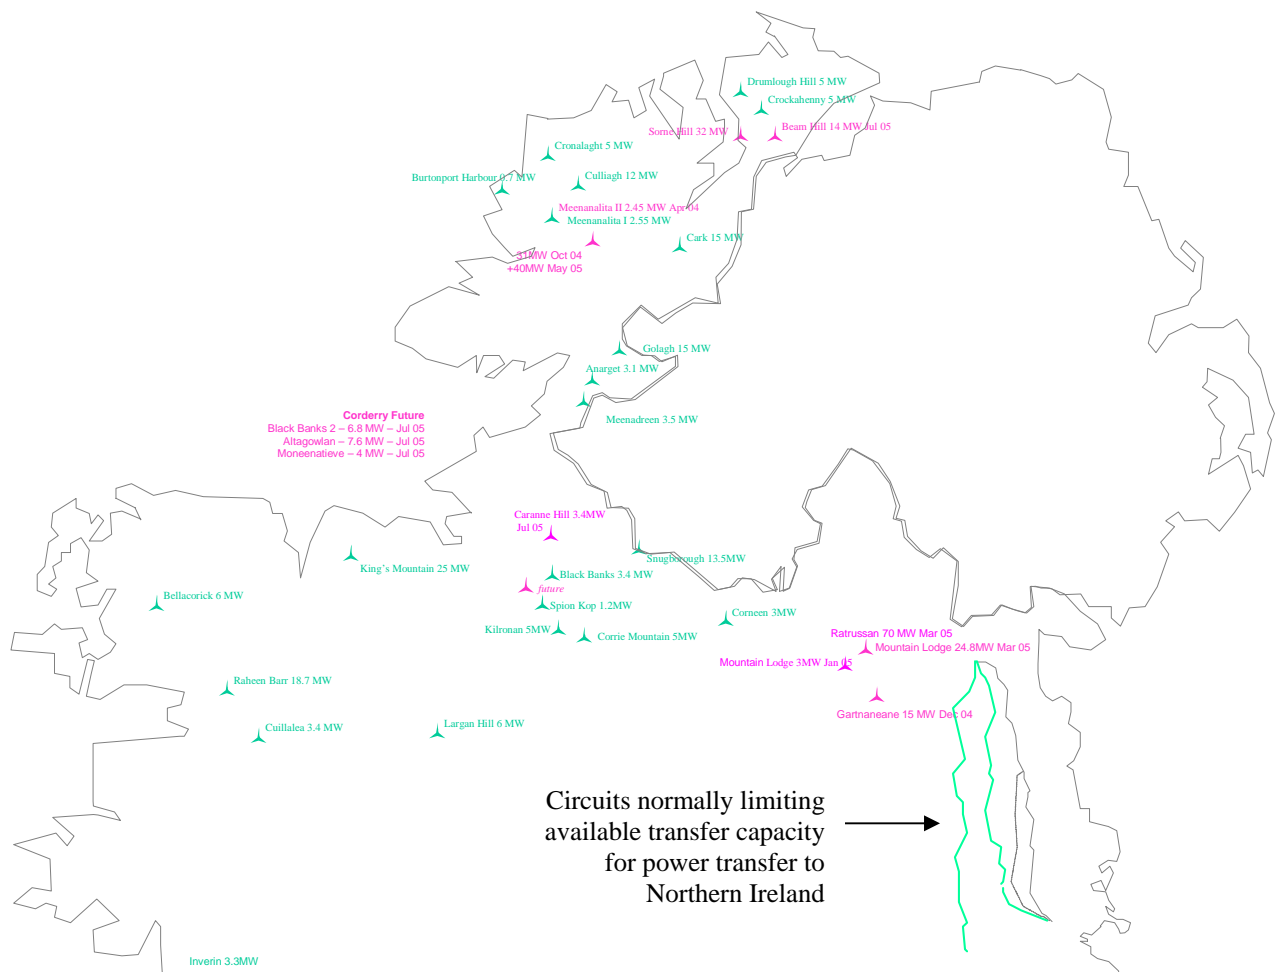 Drumlough Hill 5 MW
Crockahenny 5 MW
Sorne Hill 32 MW
Beam Hill 14 MW Jul 05
Cronalaght 5 MW
Burtonport Harbour 0.7 MW
Culliagh 12 MW
Meenanalita II 2.45 MW Apr 04
Meenanalita I 2.55 MW
Cark 15 MW
31MW Oct 04
+40MW May 05
Golagh 15 MW
Anarget 3.1 MW
Meenadreen 3.5 MW
Corderry Future
Black Banks 2 – 6.8 MW – Jul 05
Altagowlan – 7.6 MW – Jul 05
Moneenatieve – 4 MW – Jul 05
Caranne Hill 3.4MW
Jul 05
Snugborough 13.5MW
King's Mountain 25 MW
Black Banks 3.4 MW
future
Bellacorick 6 MW
Spion Kop 1.2MW
Corneen 3MW
Kilronan 5MW
Corrie Mountain 5MW
Ratrussan 70 MW Mar 05
Mountain Lodge 24.8MW Mar 05
Mountain Lodge 3MW Jan 05
Raheen Barr 18.7 MW
Gartnaneane 15 MW Dec 04
Cuillalea 3.4 MW
Largan Hill 6 MW
Circuits normally limiting
available transfer capacity
for power transfer to
Northern Ireland
Inverin 3.3MW